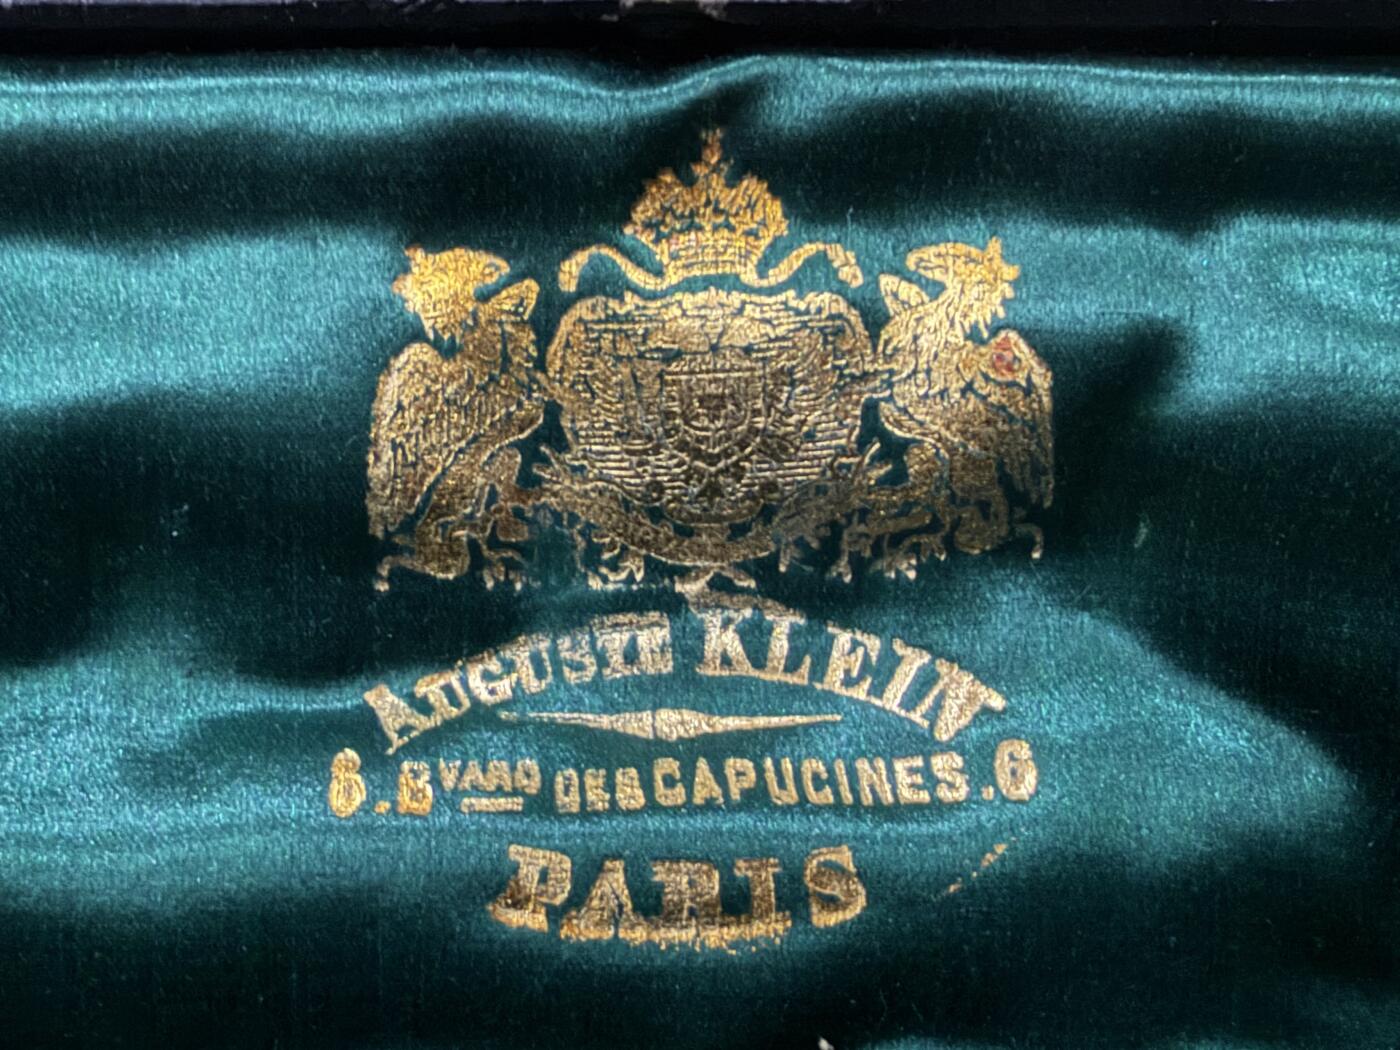 AUGUSTE KLEIN
6.BVARD DES CAPUCINES.6
PARIS